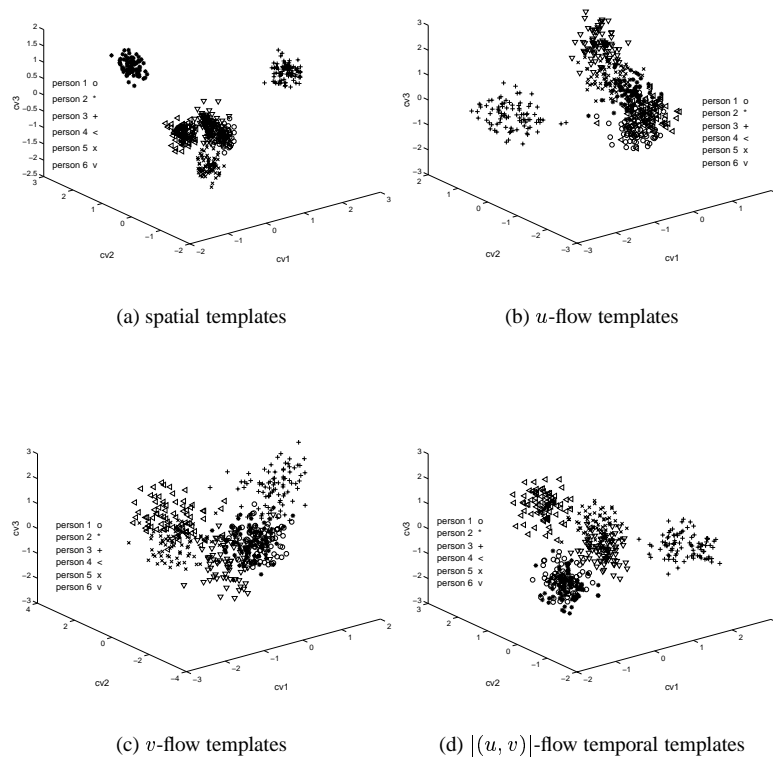 2
1.5
1
0.5
0
−0.5
−1
−1.5
−2
−2.5
cv3
person 1 o
person 2 *
person 3 +
person 4 <
person 5 x
person 6 v
3
2
1
0
−1
−2
cv2
−2
−1
0
1
2
3
cv1
(a) spatial templates
3
2
1
0
−1
−2
−3
cv3
person 1 o
person 2 *
person 3 +
person 4 <
person 5 x
person 6 v
2
1
0
−1
−2
−3
cv2
−3
−2
−1
0
1
2
cv1
(b) u-flow templates
3
2
1
0
−1
−2
−3
cv3
person 1 o
person 2 *
person 3 +
person 4 <
person 5 x
person 6 v
4
2
0
−2
−4
cv2
−3
−2
−1
0
1
2
cv1
(c) v-flow templates
3
2
1
0
−1
−2
−3
cv3
person 1 o
person 2 *
person 3 +
person 4 <
person 5 x
person 6 v
3
2
1
0
−1
−2
cv2
−2
−1
0
1
2
3
cv1
(d) |(u, v)|-flow temporal templates